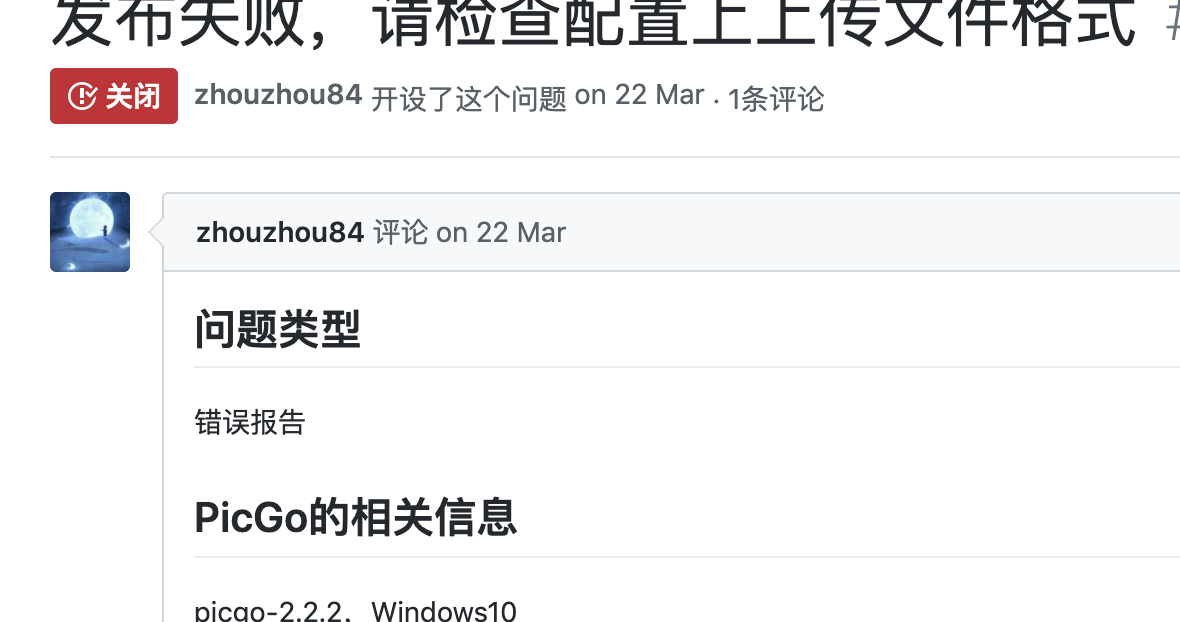 发布失败，请检查配置上上传文件格式 #
关闭 zhouzhou84 开设了这个问题 on 22 Mar · 1条评论
zhouzhou84 评论 on 22 Mar
问题类型
错误报告
PicGo的相关信息
picgo-2.2.2，Windows10